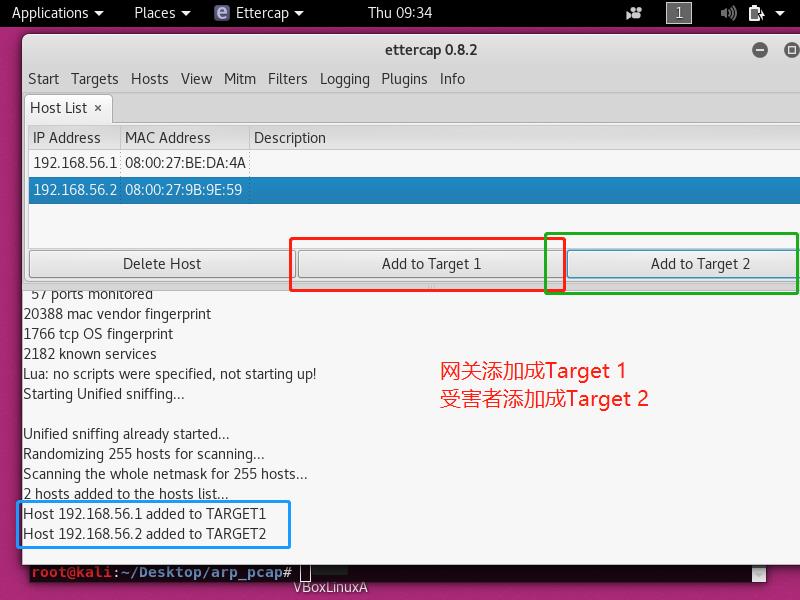 Applications Places Ettercap Thu 09:34 1
ettercap 0.8.2
Start Targets Hosts View Mitm Filters Logging Plugins Info
Host List ×
IP Address MAC Address Description
192.168.56.1 08:00:27:BE:DA:4A
192.168.56.2 08:00:27:9B:9E:59
Delete Host Add to Target 1 Add to Target 2
57 ports monitored
20388 mac vendor fingerprint
1766 tcp OS fingerprint
2182 known services
Lua: no scripts were specified, not starting up!
Starting Unified sniffing...
网关添加成Target 1
受害者添加成Target 2
Unified sniffing already started...
Randomizing 255 hosts for scanning...
Scanning the whole netmask for 255 hosts...
2 hosts added to the hosts list...
Host 192.168.56.1 added to TARGET1
Host 192.168.56.2 added to TARGET2
root@kali:~/Desktop/arp_pcap#
VBoxLinuxA